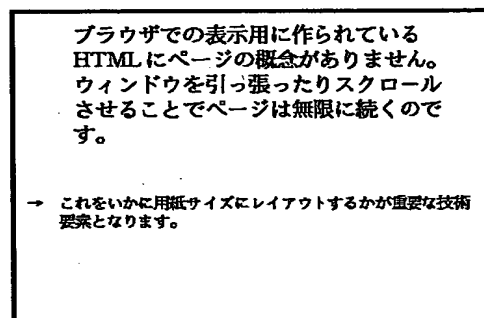 ブラウザでの表示用に作られている
HTMLにページの概念がありません。
ウィンドウを引っ張ったりスクロール
させることでページは無限に続くので
す。
→ これをいかに用紙サイズにレイアウトするかが重要な技術
要素となります。